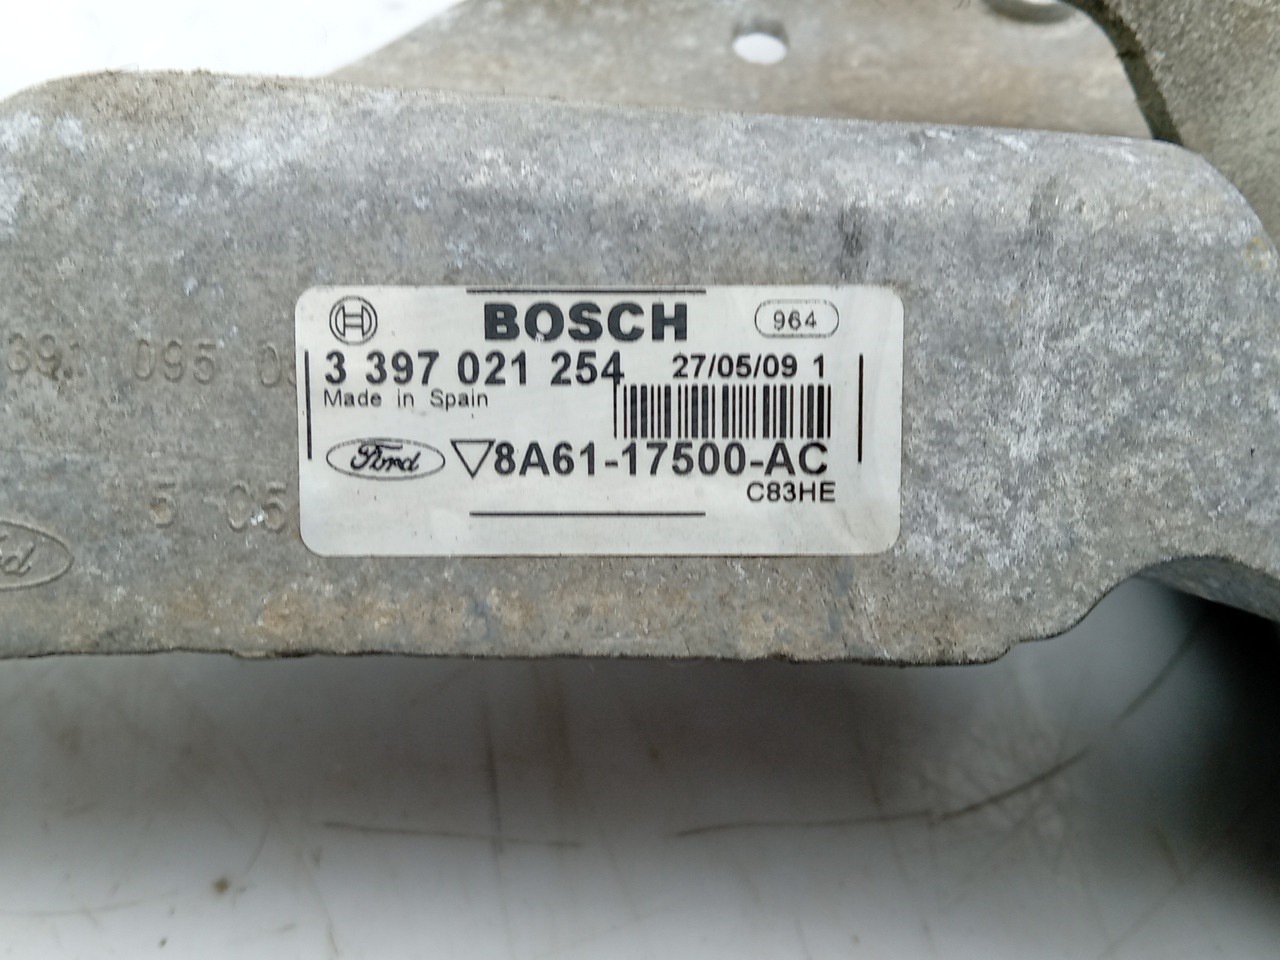 BOSCH 964
3 397 021 254 27/05/09 1
Made in Spain
Ford 8A61-17500-AC
C83HE
095
5 C5